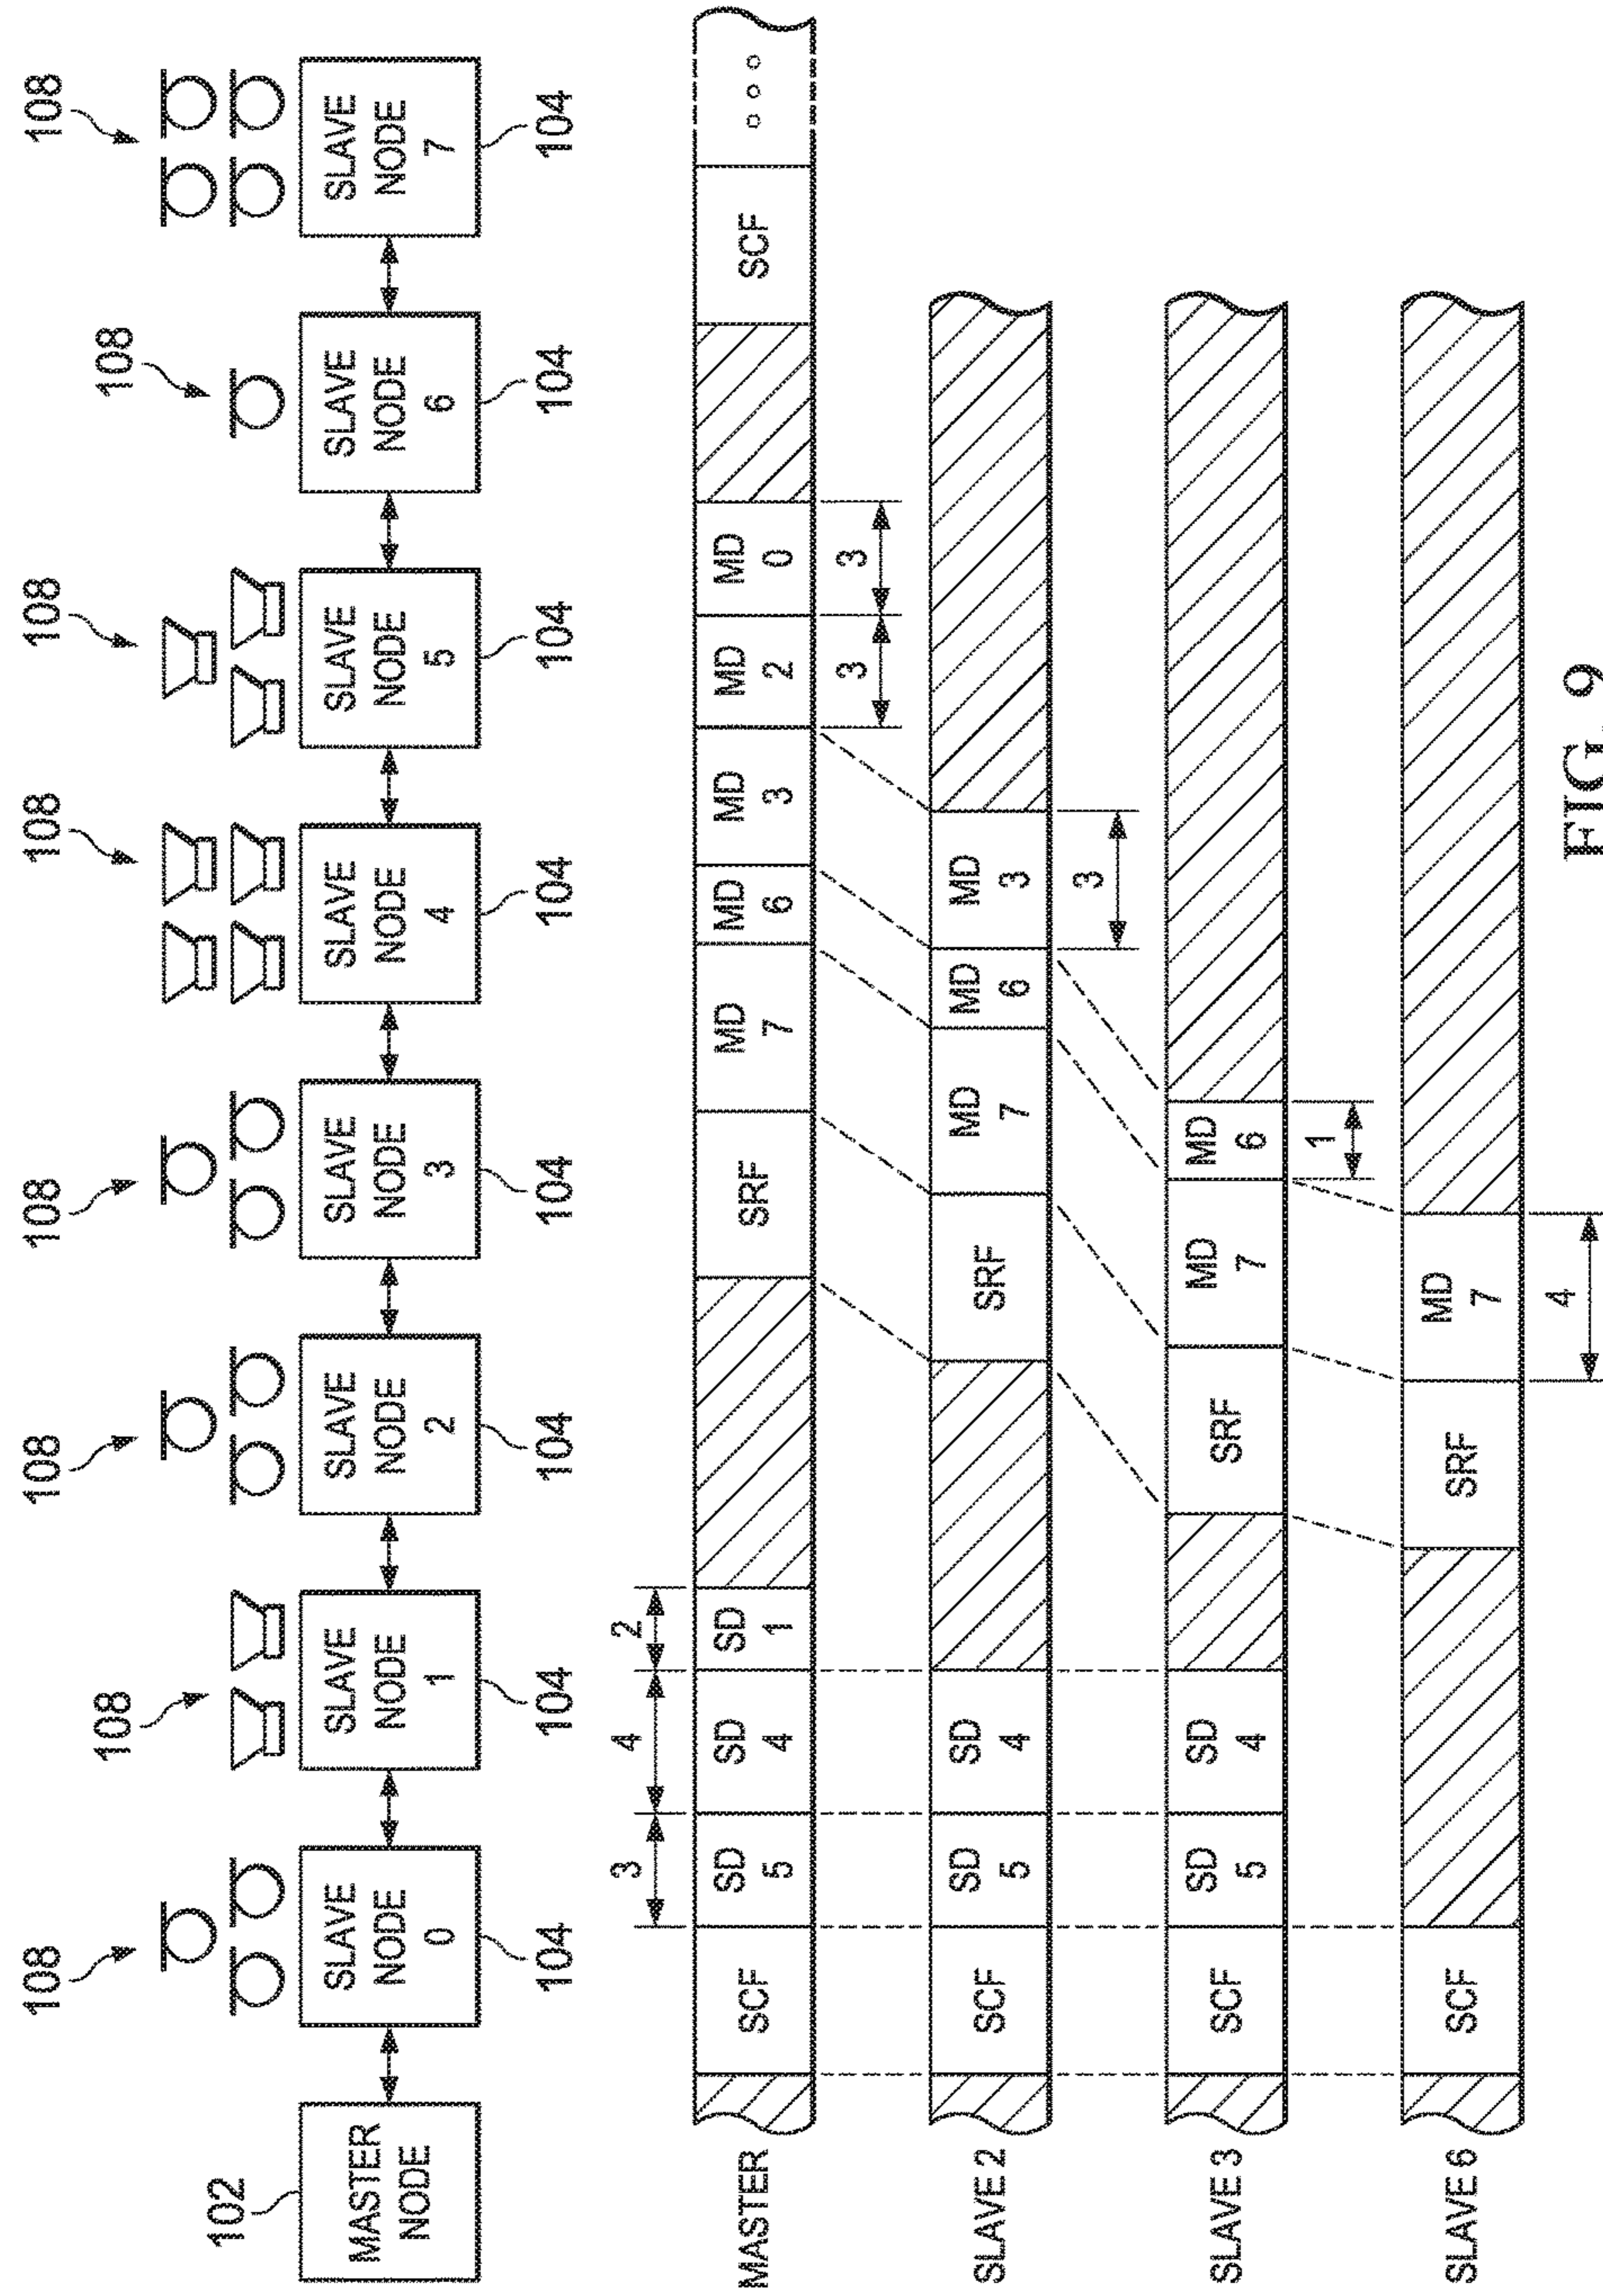 108
108
108
108
108
108
108
108
102
MASTER
NODE
SLAVE
NODE
0
SLAVE
NODE
1
SLAVE
NODE
2
SLAVE
NODE
3
SLAVE
NODE
4
SLAVE
NODE
5
SLAVE
NODE
6
SLAVE
NODE
7
104
104
104
104
104
104
104
104
3
4
2
MASTER
SCF
SD
5
SD
4
SD
1
SRF
MD
7
MD
6
MD
3
MD
2
MD
0
SCF
3
3
SLAVE 2
SCF
SD
5
SD
4
SRF
MD
7
MD
6
MD
3
3
SLAVE 3
SCF
SD
5
SD
4
SRF
MD
7
MD
6
1
SLAVE 6
SCF
SRF
MD
7
4
FIG. 9